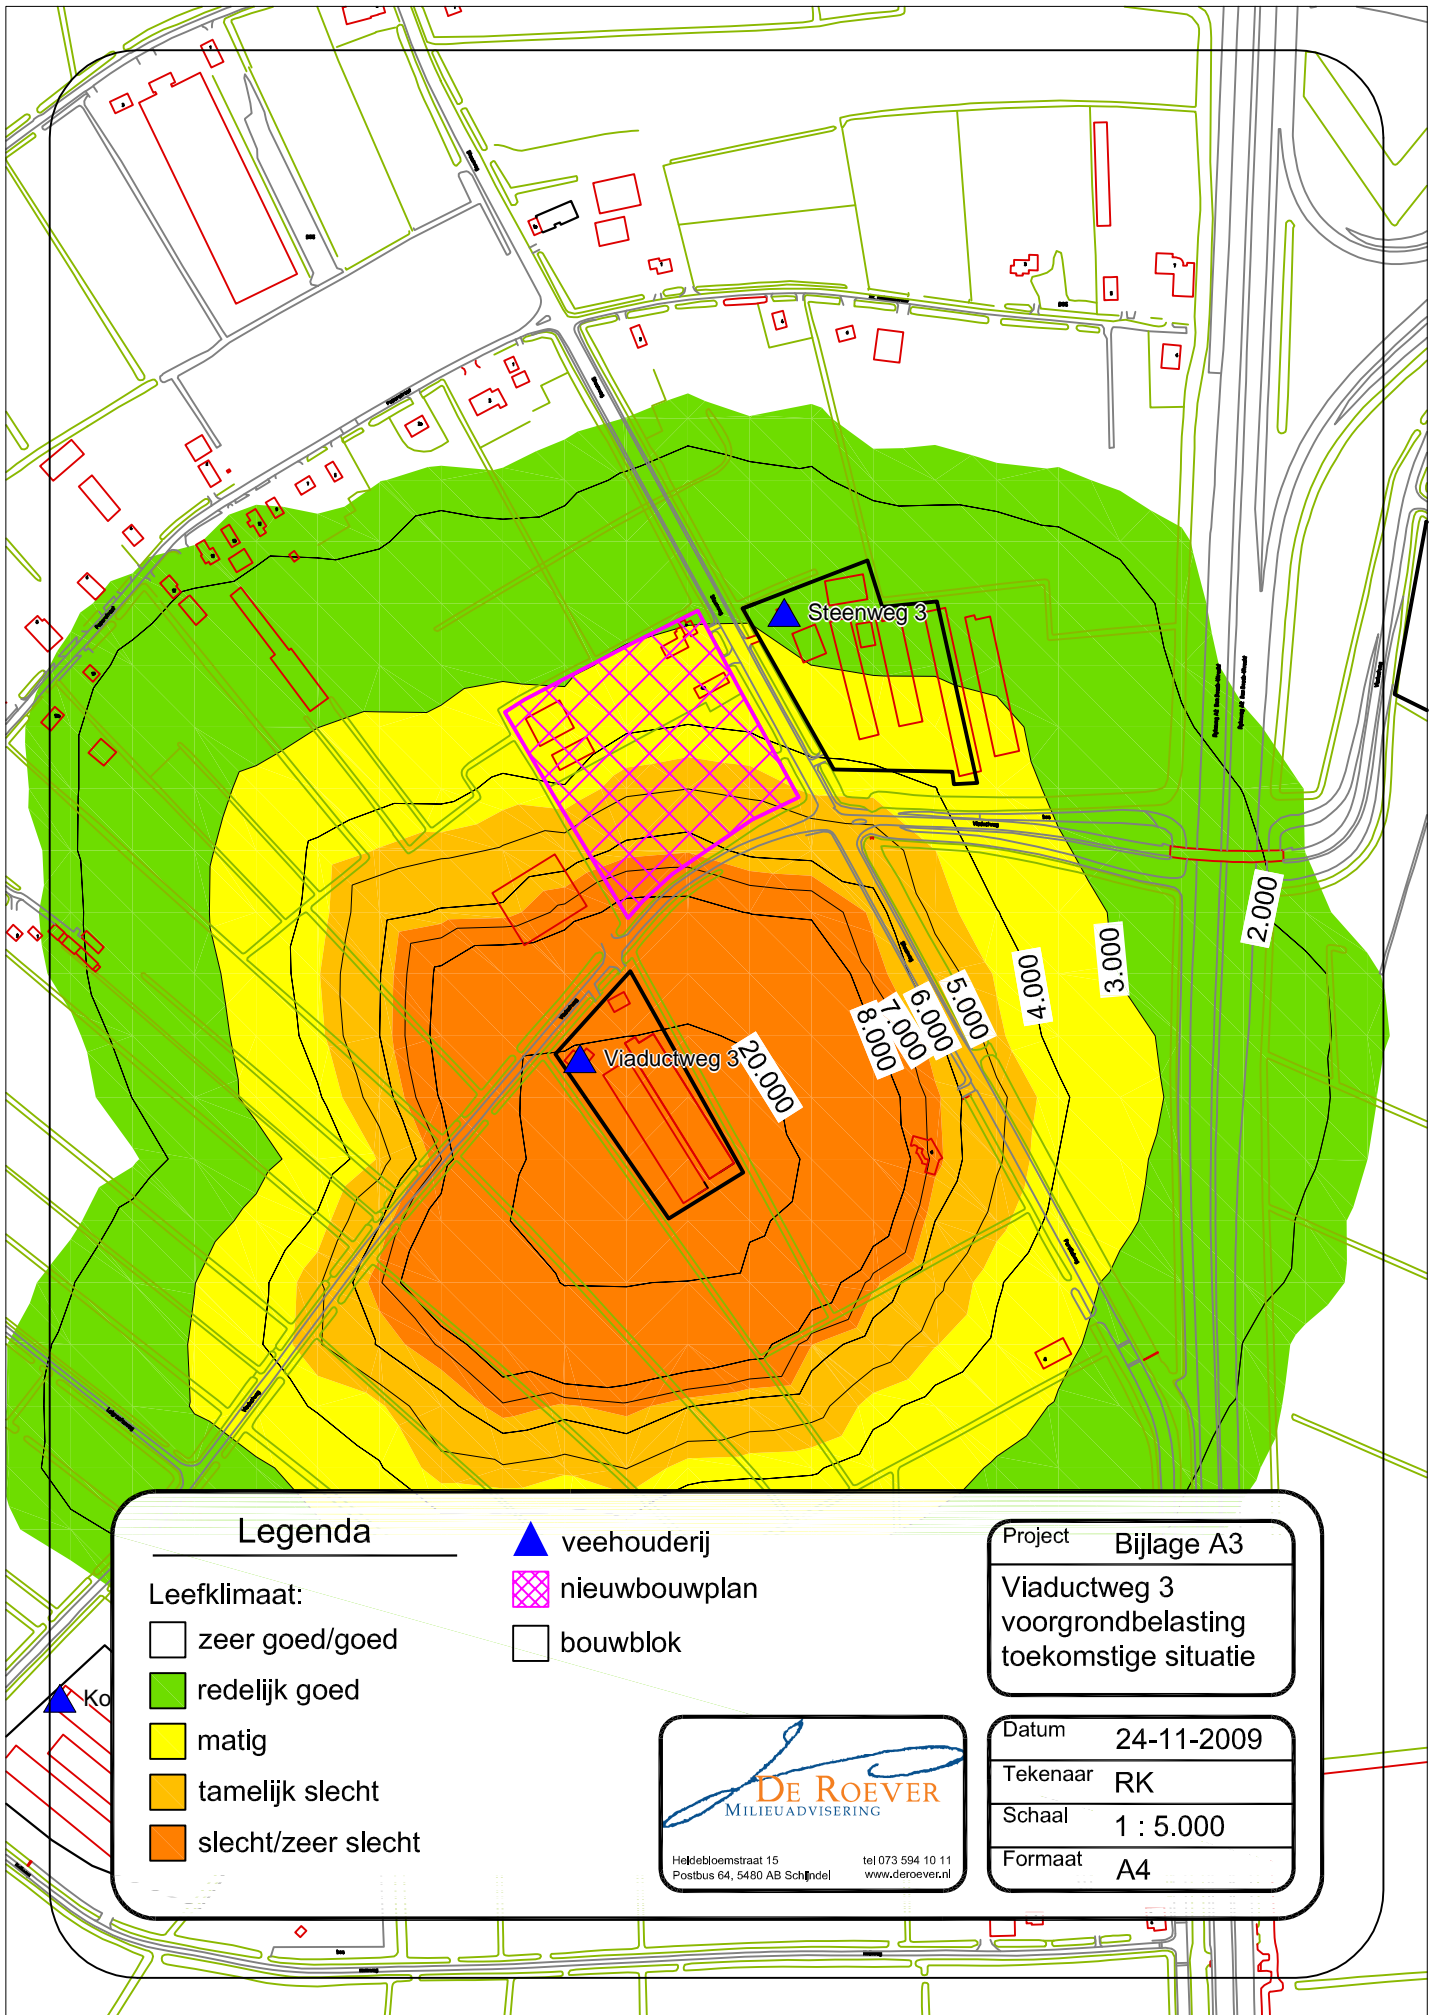 Steenweg 3
2.000
3.000
4.000
5.000
6.000
7.000
8.000
20.000
Viaductweg 3
Ko
Legenda
Leefklimaat:
zeer goed/goed
redelijk goed
matig
tamelijk slecht
slecht/zeer slecht
veehouderij
nieuwbouwplan
bouwblok
Project Bijlage A3
Viaductweg 3
voorgrondbelasting
toekomstige situatie
DE ROEVER
MILIEUADVISERING
Heldebloemstraat 15 tel 073 594 10 11
Postbus 64, 5480 AB Schijndel www.deroever.nl
Datum 24-11-2009
Tekenaar RK
Schaal 1 : 5.000
Formaat A4